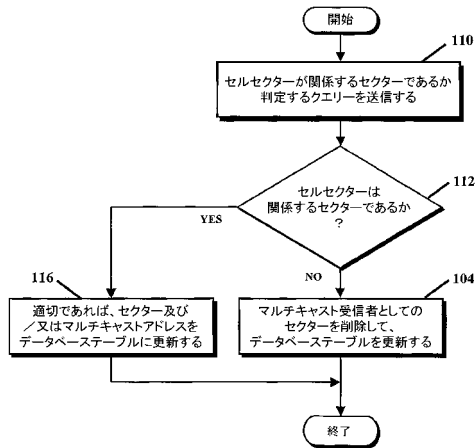 開始
110
セルセクターが関係するセクターであるか
判定するクエリーを送信する
112
セルセクターは
関係するセクターであるか
?
YES
NO
116
適切であれば、セクター及び
/又はマルチキャストアドレスを
データベーステーブルに更新する
104
マルチキャスト受信者としての
セクターを削除して、
データベーステーブルを更新する
終了